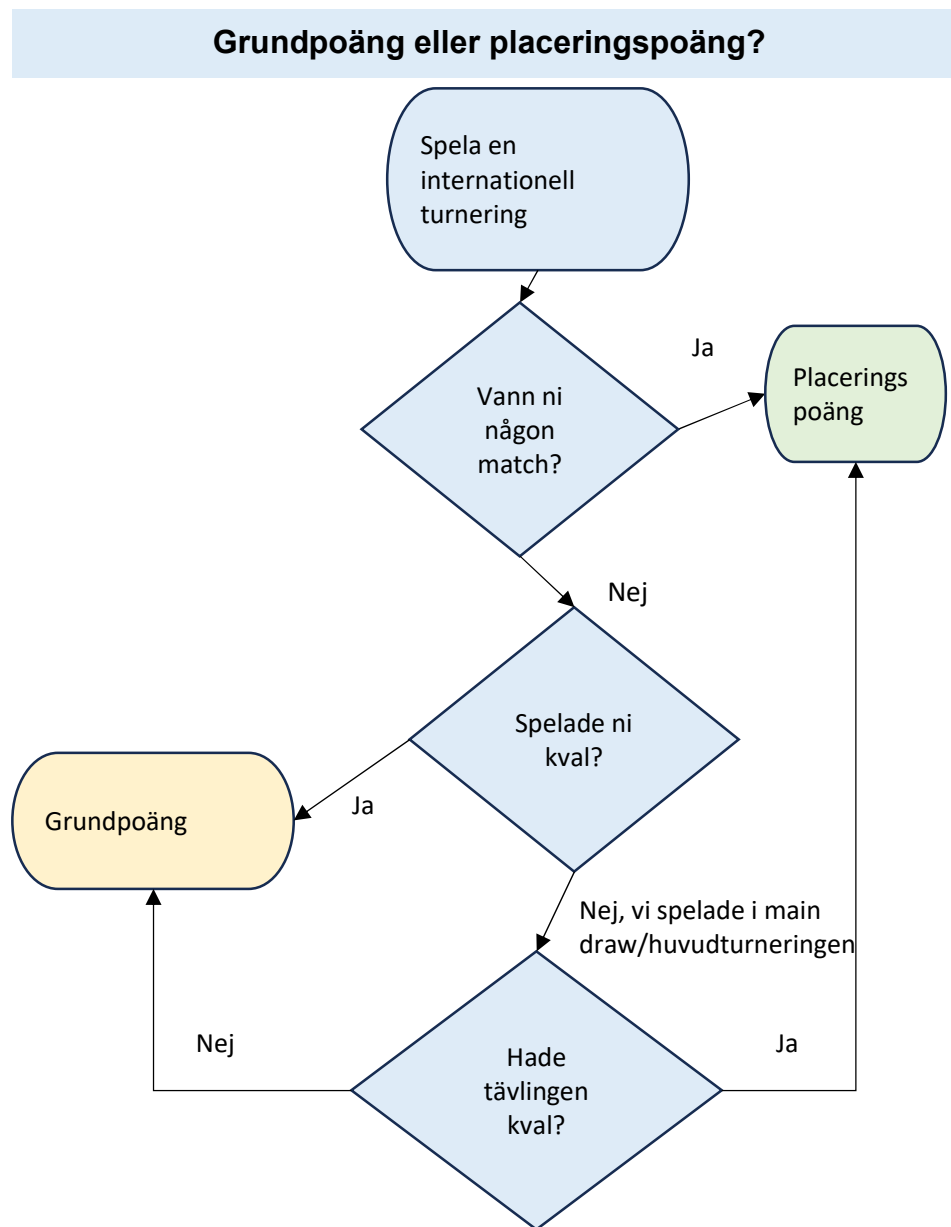 Grundpoäng eller placeringspoäng?
Spela en
internationell
turnering
Ja
Placerings
poäng
Vann ni
någon
match?
Nej
Spelade ni
kval?
Ja
Grundpoäng
Nej, vi spelade i main
draw/huvudturneringen
Nej
Ja
Hade
tävlingen
kval?